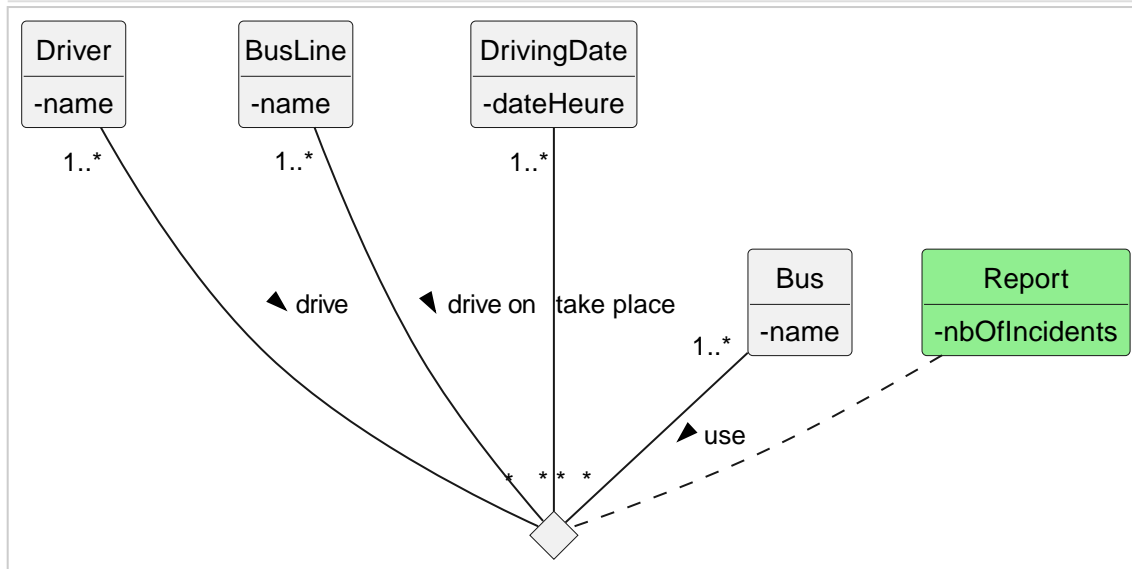 Driver
-name
BusLine
-name
DrivingDate
-dateHeure
1..*
1..*
1..*
Bus
-name
Report
-nbOfIncidents
drive
drive on
take place
1..*
use
* * * *